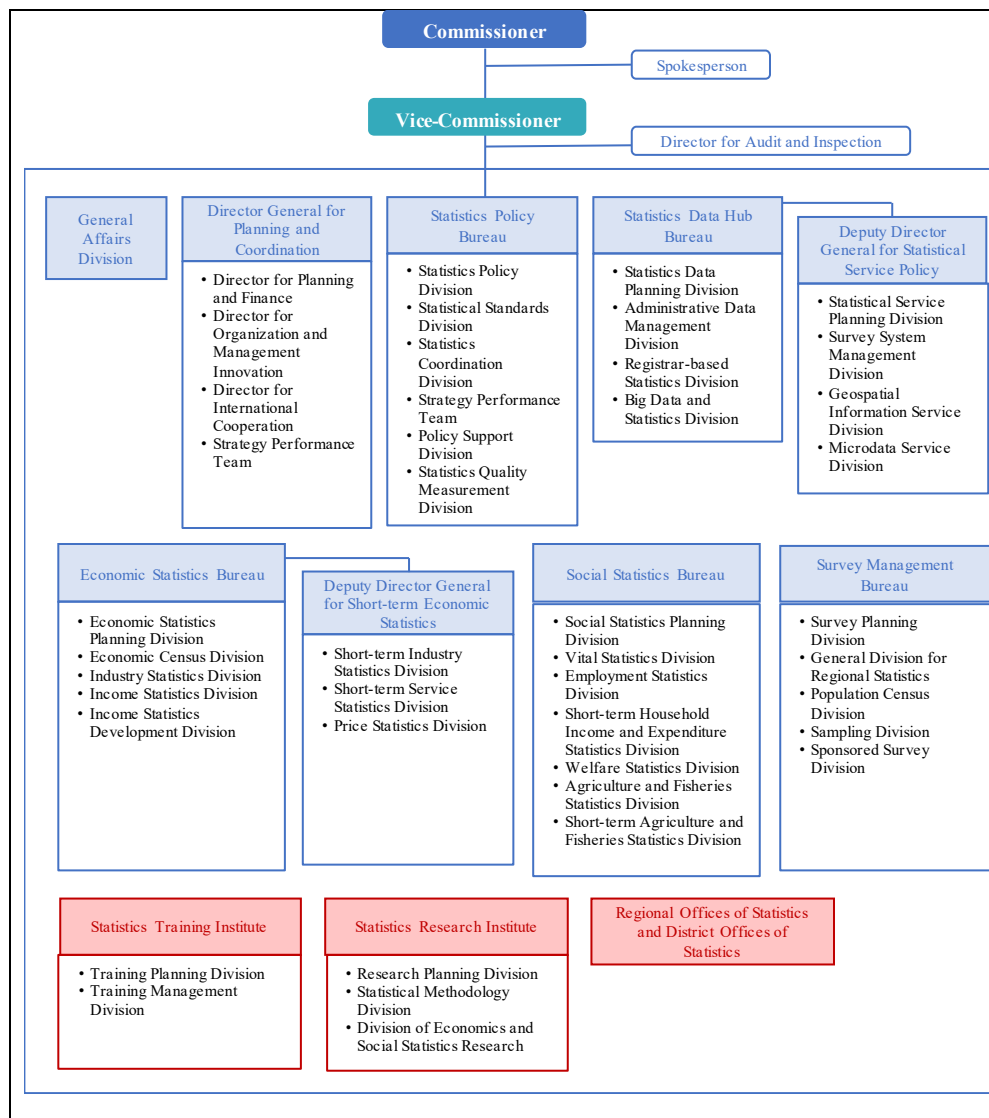 Commissioner
Spokesperson
Vice-Commissioner
Director for Audit and Inspection
General
Affairs
Division
Director General for
Planning and
Coordination
• Director for Planning
and Finance
• Director for
Organization and
Management
Innovation
• Director for
International
Cooperation
• Strategy Performance
Team
Statistics Policy
Bureau
• Statistics Policy
Division
• Statistical Standards
Division
• Statistics
Coordination
Division
• Strategy Performance
Team
• Policy Support
Division
• Statistics Quality
Measurement
Division
Statistics Data Hub
Bureau
• Statistics Data
Planning Division
• Administrative Data
Management
Division
• Registrar-based
Statistics Division
• Big Data and
Statistics Division
Deputy Director
General for Statistical
Service Policy
• Statistical Service
Planning Division
• Survey System
Management
Division
• Geospatial
Information Service
Division
• Microdata Service
Division
Economic Statistics Bureau
• Economic Statistics
Planning Division
• Economic Census Division
• Industry Statistics Division
• Income Statistics Division
• Income Statistics
Development Division
Deputy Director General
for Short-term Economic
Statistics
• Short-term Industry
Statistics Division
• Short-term Service
Statistics Division
• Price Statistics Division
Social Statistics Bureau
• Social Statistics Planning
Division
• Vital Statistics Division
• Employment Statistics
Division
• Short-term Household
Income and Expenditure
Statistics Division
• Welfare Statistics Division
• Agriculture and Fisheries
Statistics Division
• Short-term Agriculture and
Fisheries Statistics Division
Survey Management
Bureau
• Survey Planning
Division
• General Division for
Regional Statistics
• Population Census
Division
• Sampling Division
• Sponsored Survey
Division
Statistics Training Institute
• Training Planning Division
• Training Management
Division
Statistics Research Institute
• Research Planning Division
• Statistical Methodology
Division
• Division of Economics and
Social Statistics Research
Regional Offices of Statistics
and District Offices of
Statistics